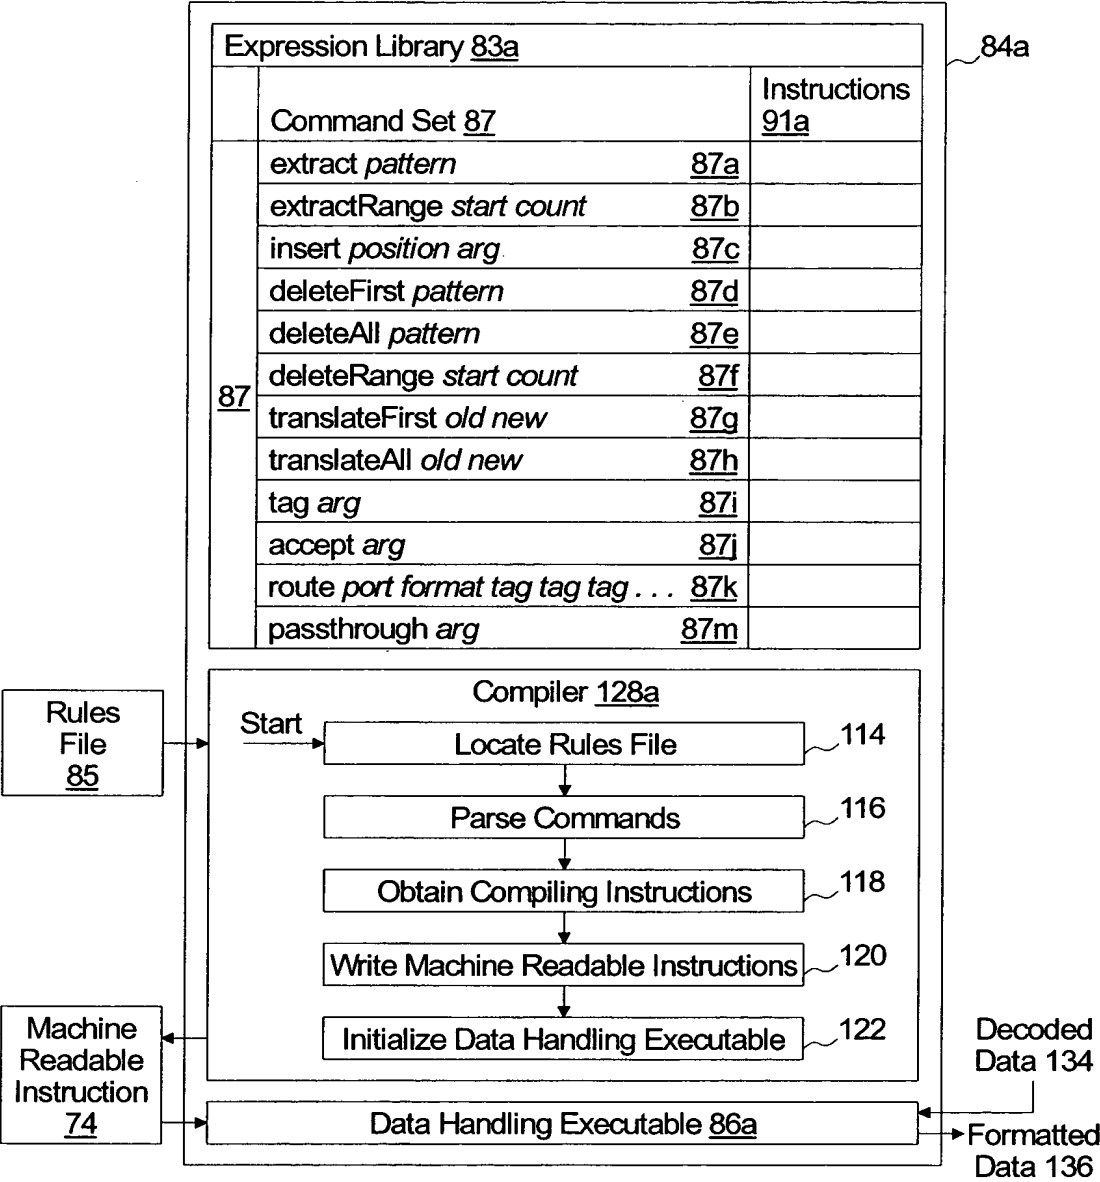 Expression Library 83a
84a
Command Set 87
Instructions
91a
87
extract pattern 87a
extractRange start count 87b
insert position arg 87c
deleteFirst pattern 87d
deleteAll pattern 87e
deleteRange start count 87f
translateFirst old new 87g
translateAll old new 87h
tag arg 87i
accept arg 87j
route port format tag tag tag . . . 87k
passthrough arg 87m
Rules
File
85
Compiler 128a
Start
Locate Rules File
114
Parse Commands
116
Obtain Compiling Instructions
118
Write Machine Readable Instructions
120
Initialize Data Handling Executable
122
Machine
Readable
Instruction
74
Data Handling Executable 86a
Decoded
Data 134
Formatted
Data 136